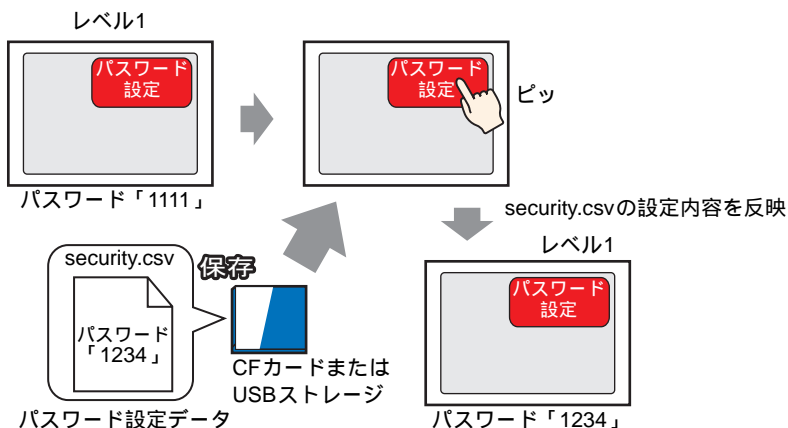 レベル1
パスワード
設定
パスワード「1111」
パスワード
設定
ピッ
security.csvの設定内容を反映
security.csv
パスワード
「1234」
保存
CFカードまたは
USBストレージ
パスワード設定データ
レベル1
パスワード
設定
パスワード「1234」